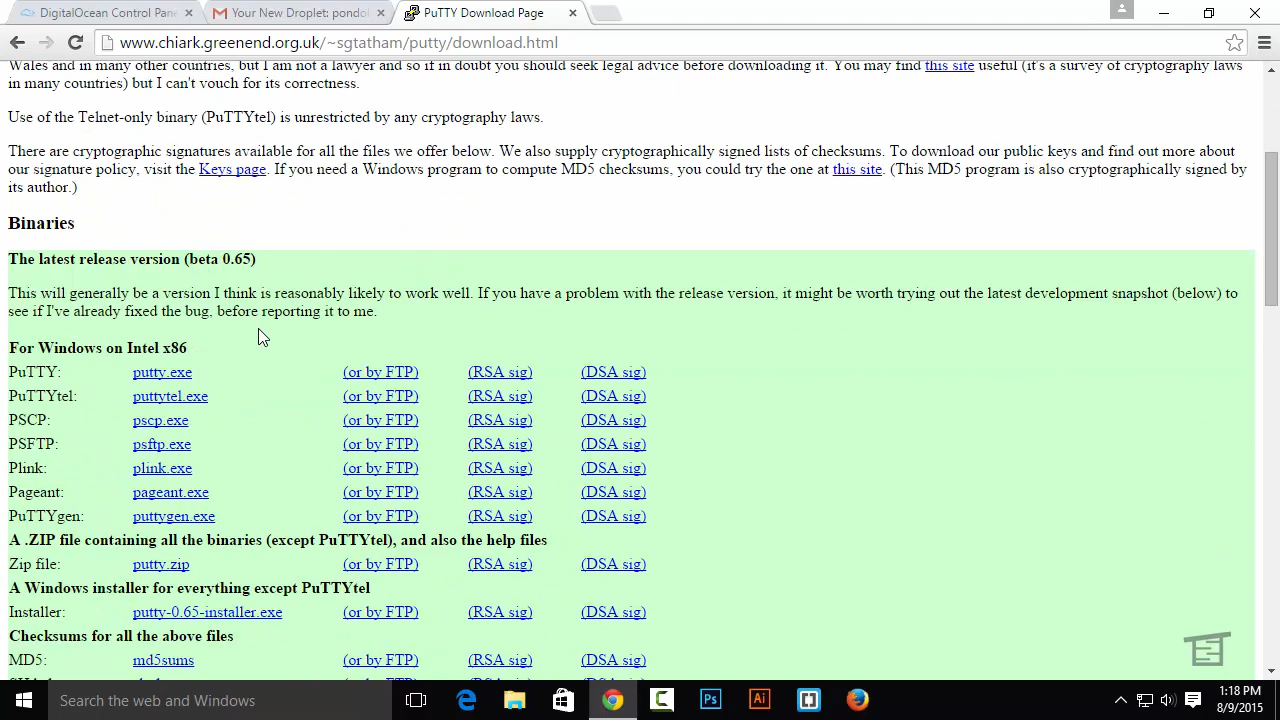 DigitalOcean Control Pane
Your New Droplet: pondol
PuTTY Download Page
www.chiark.greenend.org.uk/~sgtatham/putty/download.html
Wales and in many other countries, but I am not a lawyer and so if in doubt you should seek legal advice before downloading it. You may find this site useful (it's a survey of cryptography laws
in many countries) but I can't vouch for its correctness.
Use of the Telnet-only binary (PuTTYtel) is unrestricted by any cryptography laws.
There are cryptographic signatures available for all the files we offer below. We also supply cryptographically signed lists of checksums. To download our public keys and find out more about
our signature policy, visit the Keys page. If you need a Windows program to compute MD5 checksums, you could try the one at this site. (This MD5 program is also cryptographically signed by
its author.)
Binaries
The latest release version (beta 0.65)
This will generally be a version I think is reasonably likely to work well. If you have a problem with the release version, it might be worth trying out the latest development snapshot (below) to
see if I've already fixed the bug, before reporting it to me.
For Windows on Intel x86
PuTTY: putty.exe (or by FTP) (RSA sig) (DSA sig)
PuTTYtel: puttytel.exe (or by FTP) (RSA sig) (DSA sig)
PSCP: pscp.exe (or by FTP) (RSA sig) (DSA sig)
PSFTP: psftp.exe (or by FTP) (RSA sig) (DSA sig)
Plink: plink.exe (or by FTP) (RSA sig) (DSA sig)
Pageant: pageant.exe (or by FTP) (RSA sig) (DSA sig)
PuTTYgen: puttygen.exe (or by FTP) (RSA sig) (DSA sig)
A .ZIP file containing all the binaries (except PuTTYtel), and also the help files
Zip file: putty.zip (or by FTP) (RSA sig) (DSA sig)
A Windows installer for everything except PuTTYtel
Installer: putty-0.65-installer.exe (or by FTP) (RSA sig) (DSA sig)
Checksums for all the above files
MD5: md5sums (or by FTP) (RSA sig) (DSA sig)
Search the web and Windows
Ps
Ai
1:18 PM
8/9/2015